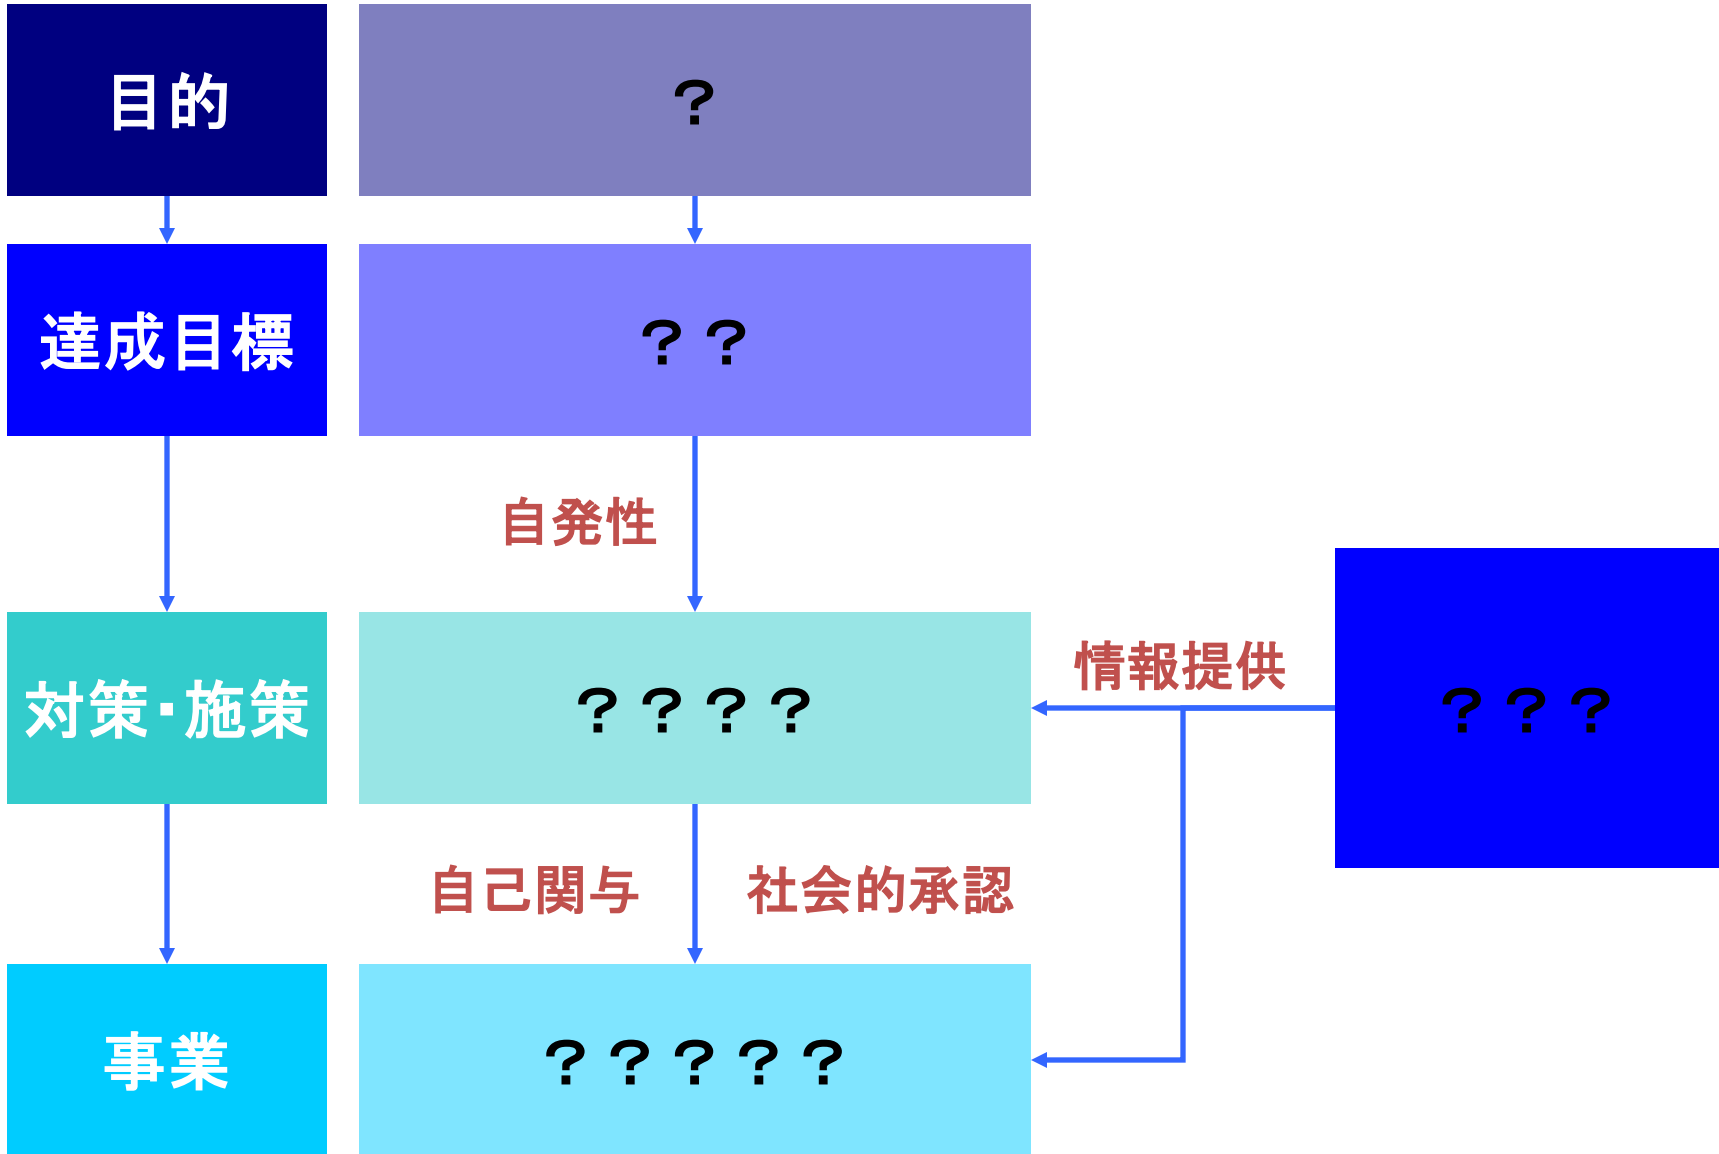 目的
？
達成目標
？？
自発性
対策・施策
？？？？
情報提供
？？？
自己関与
社会的承認
事業
？？？？？